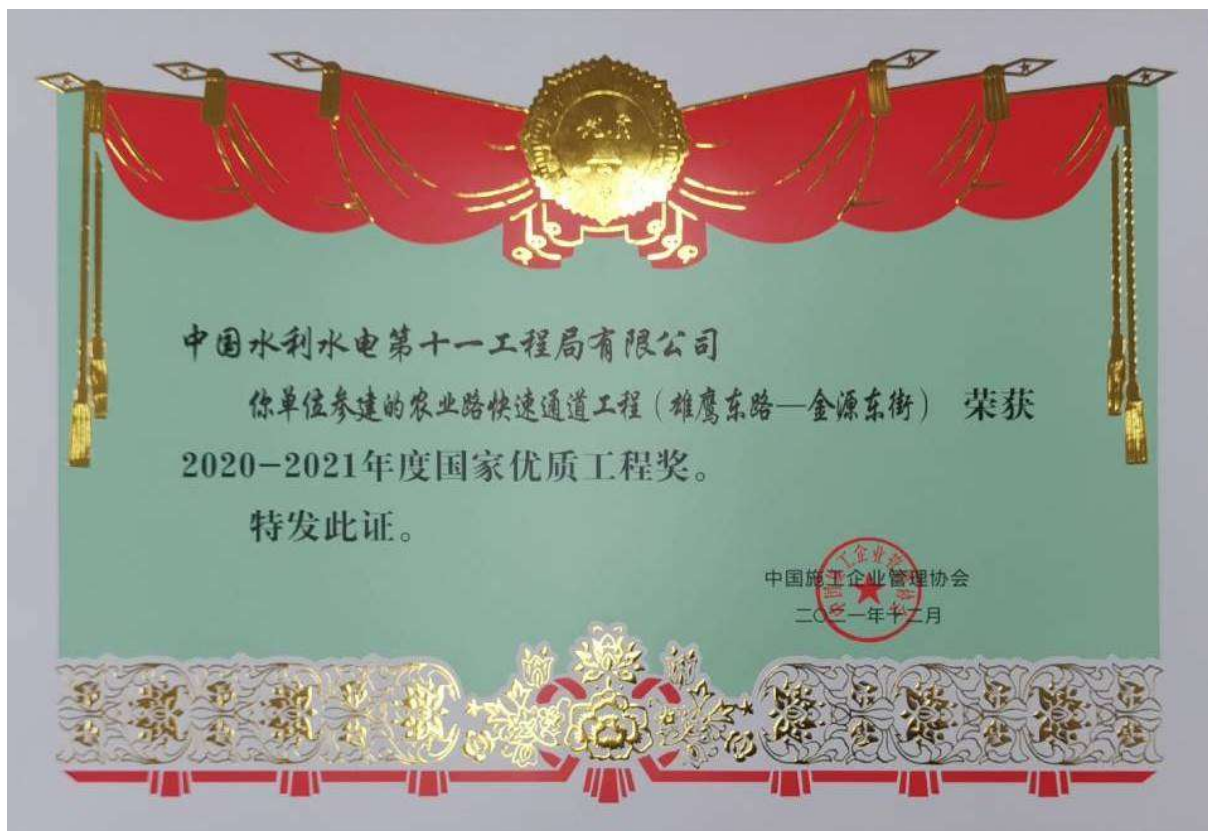 中国水利水电第十一工程局有限公司
你单位参建的农业路快速通道工程（雄鹰东路—金源东街） 荣获
2020-2021年度国家优质工程奖。
特发此证。
中国施工企业管理协会
二〇二一年十二月